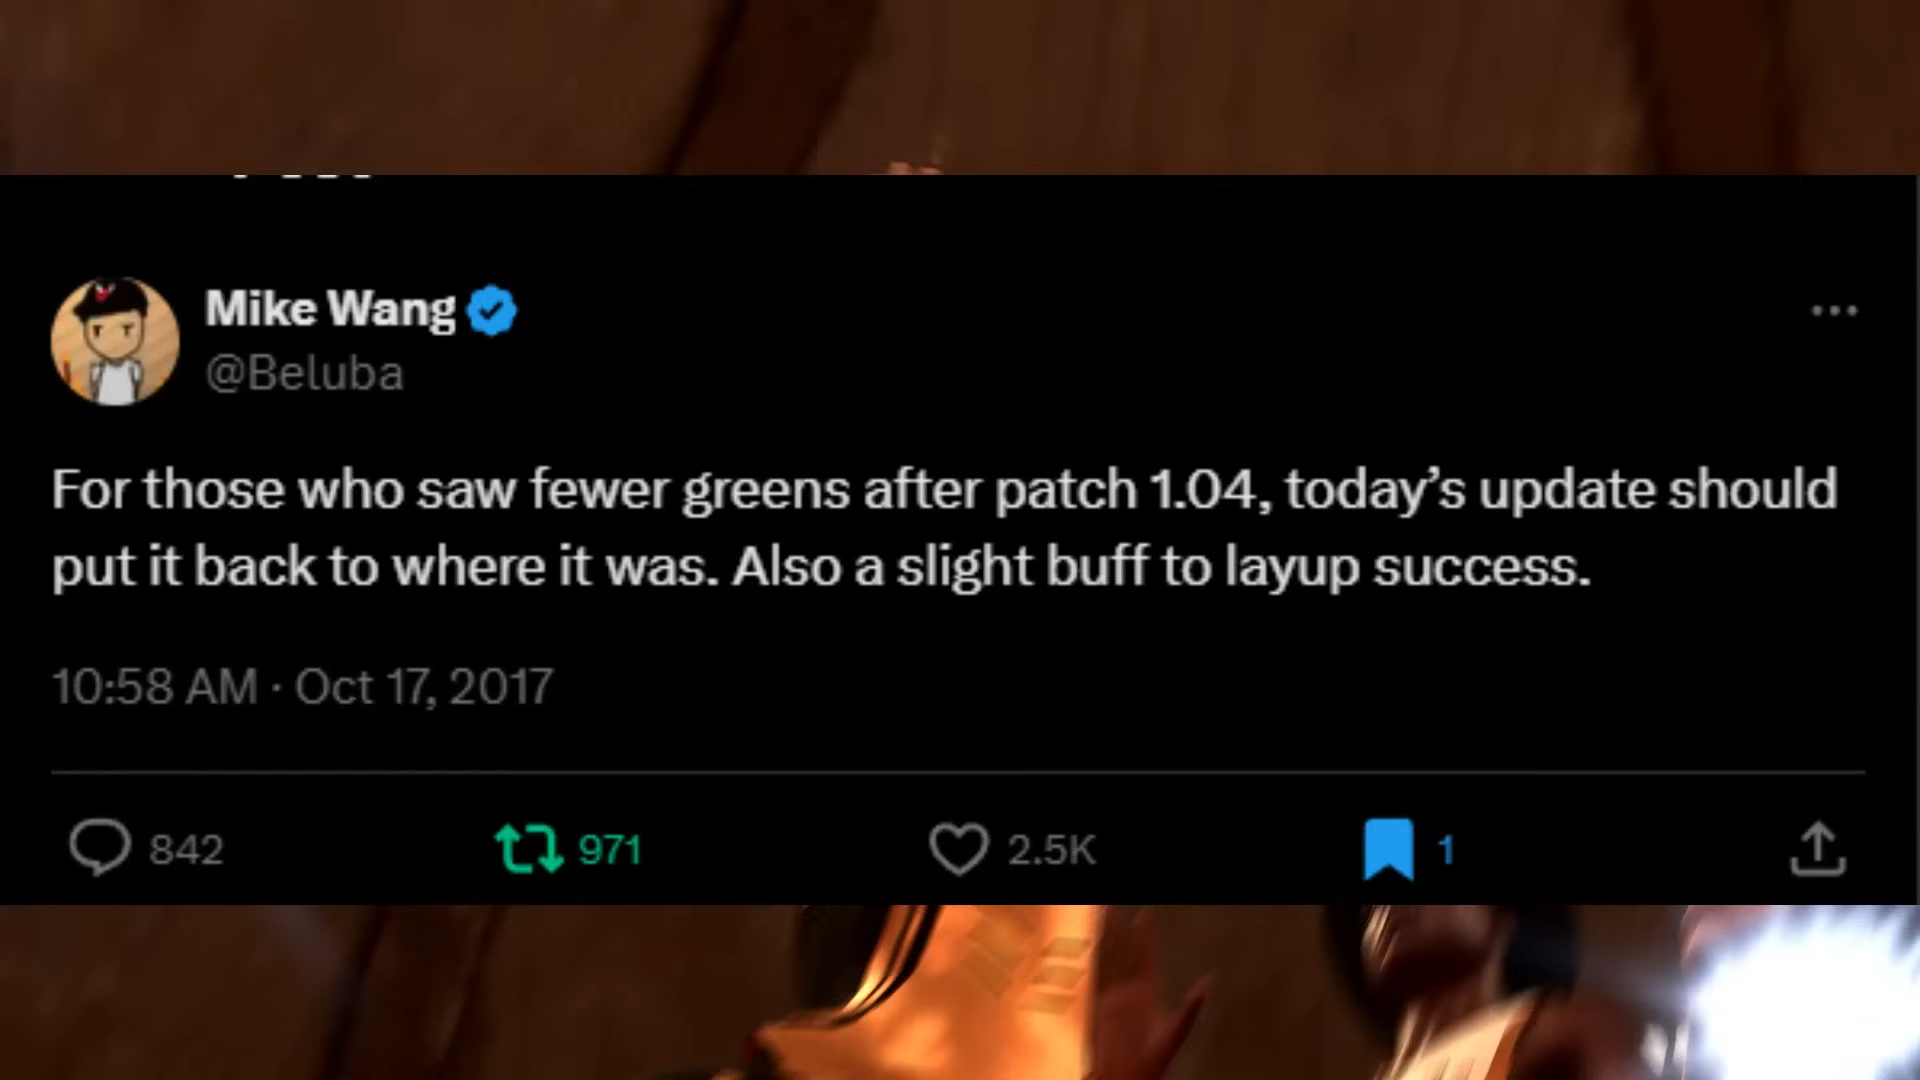 Mike Wang
@Beluba
For those who saw fewer greens after patch 1.04, today’s update should
put it back to where it was. Also a slight buff to layup success.
10:58 AM · Oct 17, 2017
842 971 2.5K 1